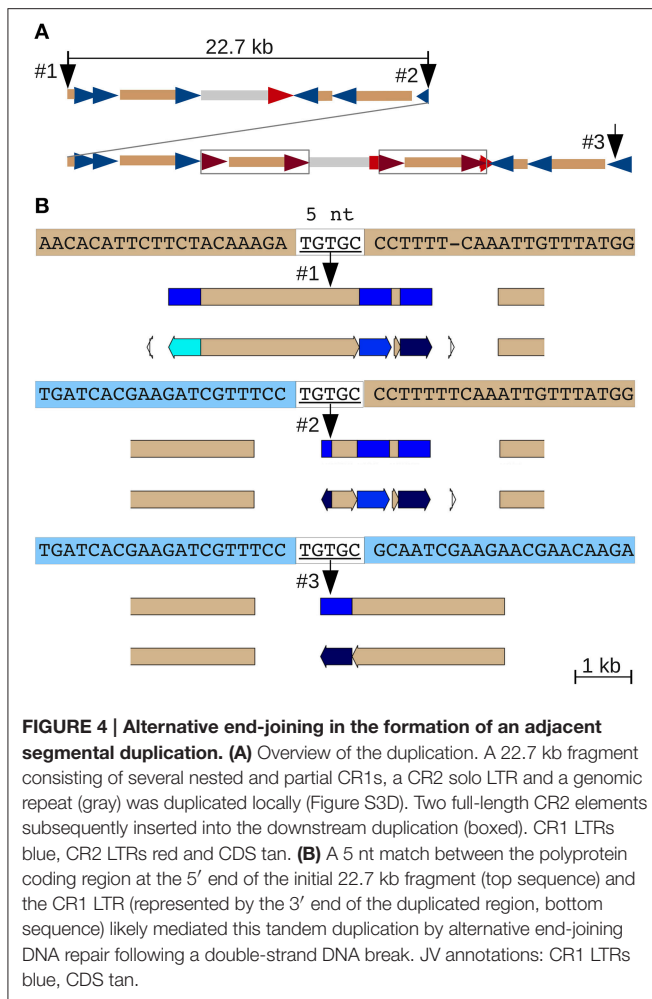 A
22.7 kb
#1
#2
#3
B
5 nt
AACACATTCTTCTACAAAGA TGTGC CCTTTT-CAAATTGTTTATGG
#1
TGATCACGAAGATCGTTTCC TGTGC CCTTTTTCAAATTGTTTATGG
#2
TGATCACGAAGATCGTTTCC TGTGC GCAATCGAAGAACGAACAAGA
#3
1 kb
FIGURE 4 | Alternative end-joining in the formation of an adjacent
segmental duplication. (A) Overview of the duplication. A 22.7 kb fragment
consisting of several nested and partial CR1s, a CR2 solo LTR and a genomic
repeat (gray) was duplicated locally (Figure S3D). Two full-length CR2 elements
subsequently inserted into the downstream duplication (boxed). CR1 LTRs
blue, CR2 LTRs red and CDS tan. (B) A 5 nt match between the polyprotein
coding region at the 5′ end of the initial 22.7 kb fragment (top sequence) and
the CR1 LTR (represented by the 3′ end of the duplicated region, bottom
sequence) likely mediated this tandem duplication by alternative end-joining
DNA repair following a double-strand DNA break. JV annotations: CR1 LTRs
blue, CDS tan.